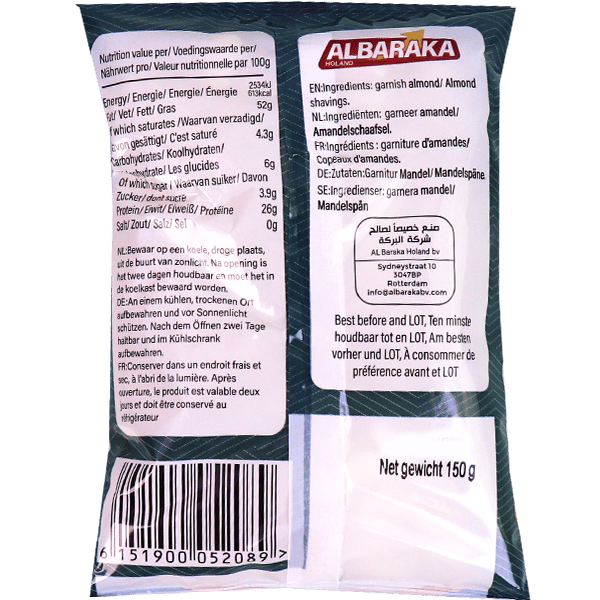 Nutrition value per/ Voedingswaarde per/
Nährwert pro/ Valeur nutritionnelle par 100g
Energy/ Energie/ Energie/ Énergie 2534kJ
613kcal
Fat/ Vet/ Fett/ Gras 52g
of which saturates /Waarvan verzadigd/
Davon gesättigt/ C'est saturé 4.3g
Carbohydrates/ Koolhydraten/
Kohlenhydrate/ Les glucides 6g
Of which sugar / Waarvan suiker/ Davon
Zucker/ dont sucre 3.9g
Protein/ Eiwit/ Eiweiß/ Protéine 26g
Salt/ Zout/ Salz/ Sel 0g
NL:Bewaar op een koele, droge plaats,
uit de buurt van zonlicht. Na opening is
het twee dagen houdbaar en moet het in
de koelkast bewaard worden.
DE:An einem kühlen, trockenen Ort
aufbewahren und vor Sonnenlicht
schützen. Nach dem Öffnen zwei Tage
haltbar und im Kühlschrank
aufbewahren.
FR:Conserver dans un endroit frais et
sec, à l'abri de la lumière. Après
ouverture, le produit est valable deux
jours et doit être conservé au
réfrigérateur
6 151900 052089 >
ALBARAKA
HOLAND
EN:Ingredients: garnish almond/ Almond
shavings.
NL:Ingrediënten: garneer amandel/
Amandelschaafsel.
FR:Ingrédients : garniture d'amandes/
Copeaux d'amandes.
DE:Zutaten:Garnitur Mandel/ Mandelspäne.
SE:Ingredienser: garnera mandel/
Mandelspån
صنع خصيصاً لصالح
شركة البركة
AL Baraka Holand bv
Sydneystraat 10
3047BP
Rotterdam
info@albarakabv.com
Best before and LOT, Ten minste
houdbaar tot en LOT, Am besten
vorher und LOT, À consommer de
préférence avant et LOT
Net gewicht 150 g